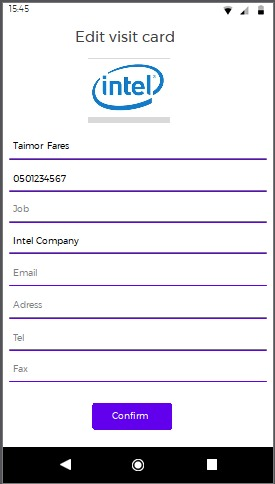 15:45
Edit visit card
intel
Taimor Fares
0501234567
Job
Intel Company
Email
Adress
Tel
Fax
Confirm